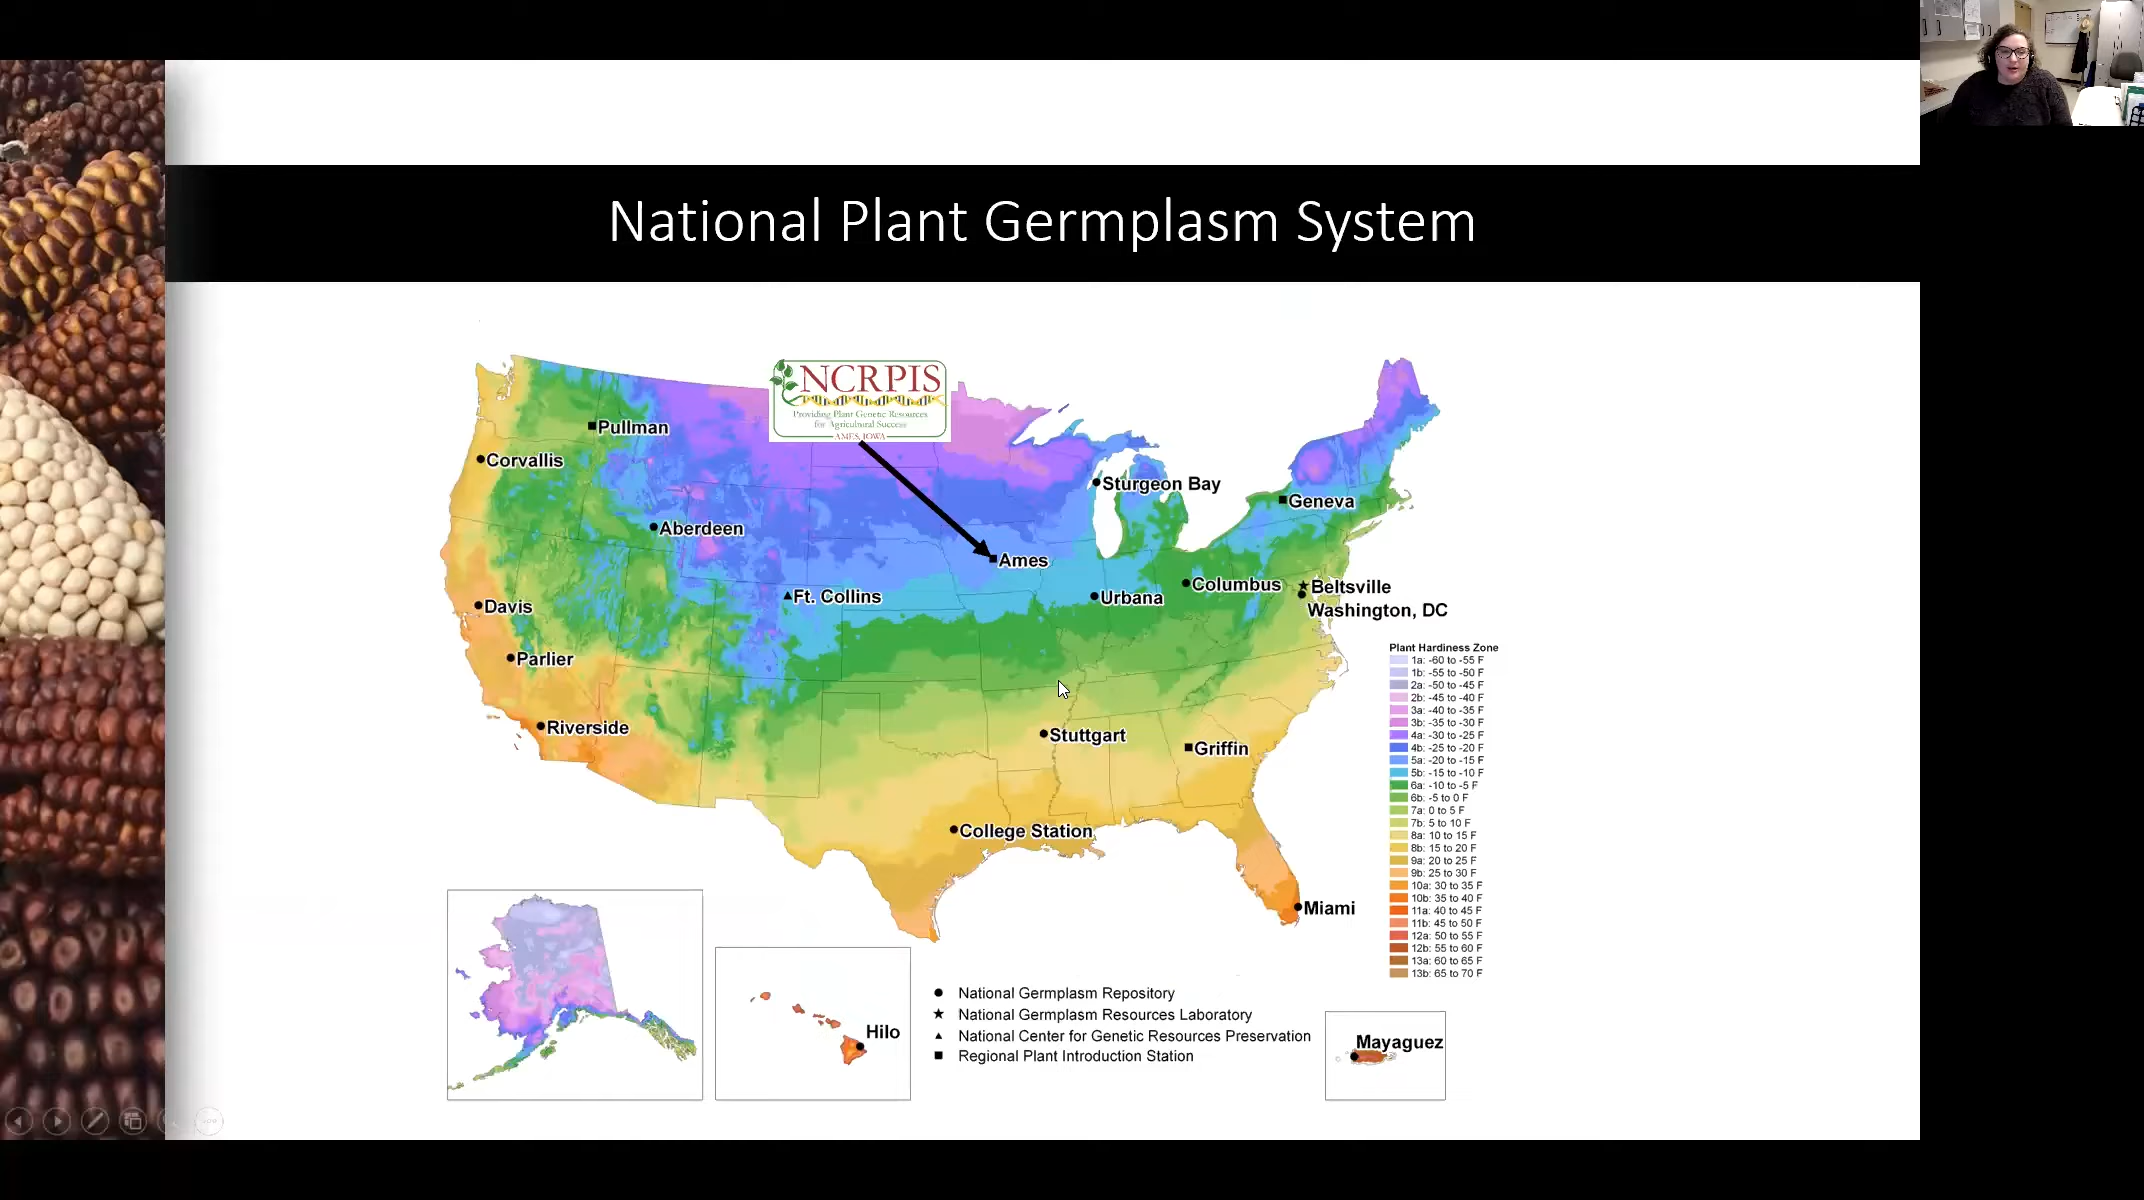 National Plant Germplasm System
NCRPIS
Providing Plant Genetic Resources
for Agricultural Success
AMES, IOWA
Pullman
Corvallis
Sturgeon Bay
Geneva
Aberdeen
Ames
Ft. Collins
Urbana
Columbus
Beltsville
Washington, DC
Davis
Parlier
Riverside
Stuttgart
Griffin
College Station
Miami
Plant Hardiness Zone
1a: -60 to -55 F
1b: -55 to -50 F
2a: -50 to -45 F
2b: -45 to -40 F
3a: -40 to -35 F
3b: -35 to -30 F
4a: -30 to -25 F
4b: -25 to -20 F
5a: -20 to -15 F
5b: -15 to -10 F
6a: -10 to -5 F
6b: -5 to 0 F
7a: 0 to 5 F
7b: 5 to 10 F
8a: 10 to 15 F
8b: 15 to 20 F
9a: 20 to 25 F
9b: 25 to 30 F
10a: 30 to 35 F
10b: 35 to 40 F
11a: 40 to 45 F
11b: 45 to 50 F
12a: 50 to 55 F
12b: 55 to 60 F
13a: 60 to 65 F
13b: 65 to 70 F
Hilo
National Germplasm Repository
National Germplasm Resources Laboratory
National Center for Genetic Resources Preservation
Regional Plant Introduction Station
Mayaguez